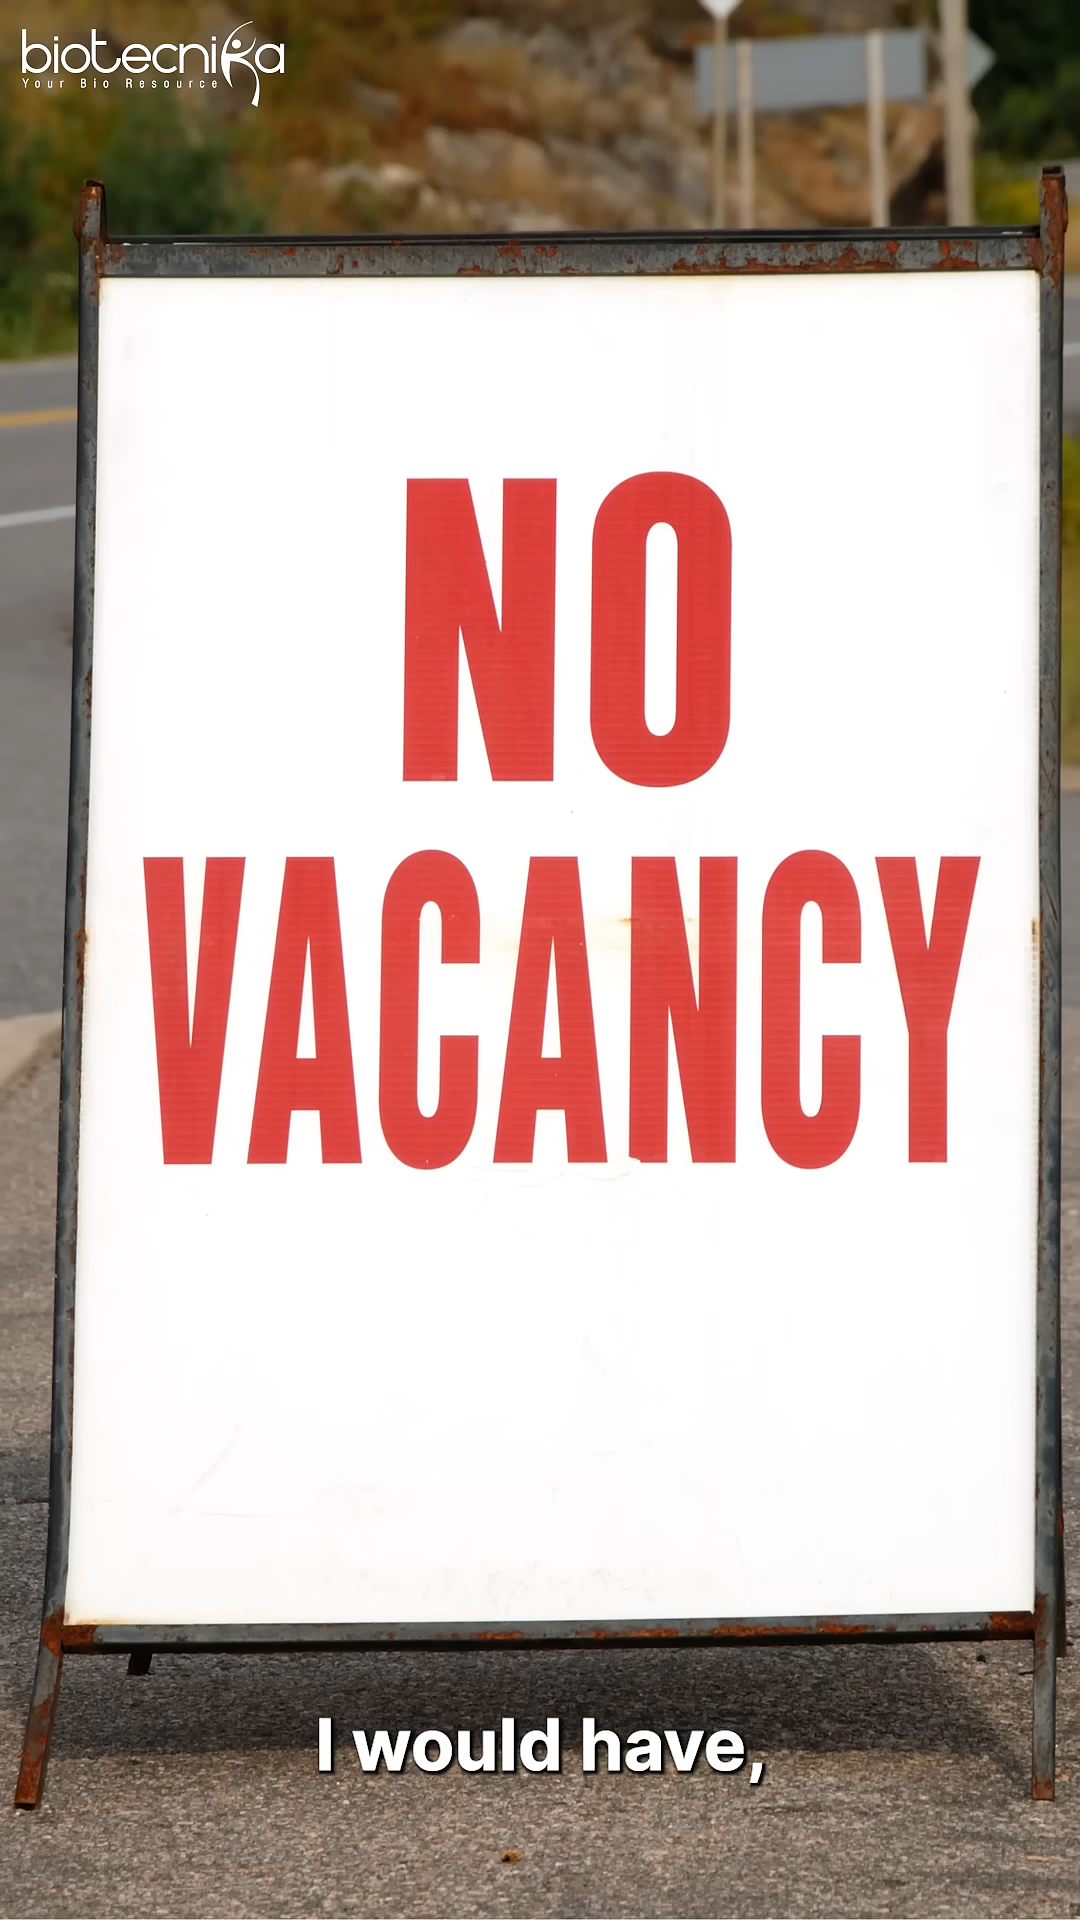 biotecnika
Your Bio Resource
NO
VACANCY
I would have,